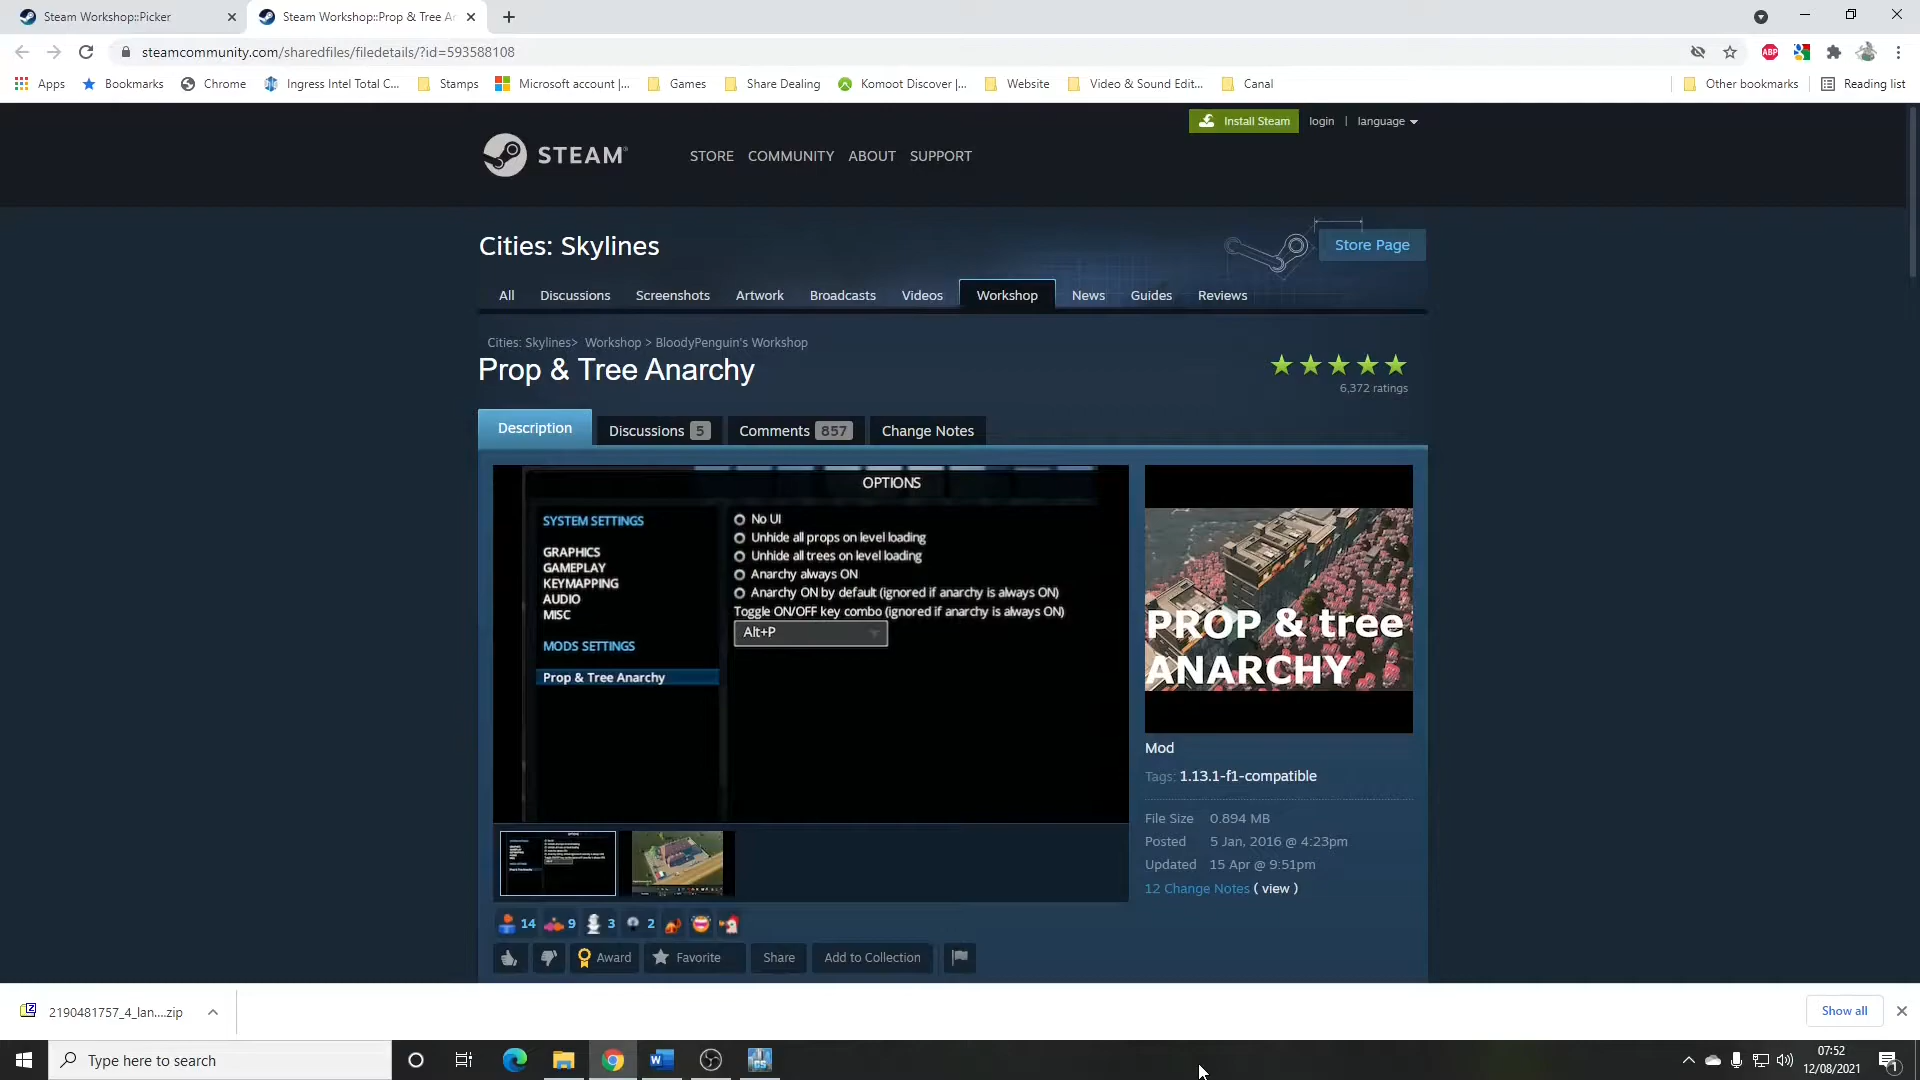 Steam Workshop::Picker
Steam Workshop::Prop & Tree Ar
steamcommunity.com/sharedfiles/filedetails/?id=593588108
ABP
Apps
Bookmarks
Chrome
Ingress Intel Total C...
Stamps
Microsoft account |...
Games
Share Dealing
Komoot Discover |...
Website
Video & Sound Edit...
Canal
Other bookmarks
Reading list
Install Steam
login | language
STEAM
STORE COMMUNITY ABOUT SUPPORT
Cities: Skylines
Store Page
All Discussions Screenshots Artwork Broadcasts Videos Workshop News Guides Reviews
Cities: Skylines> Workshop > BloodyPenguin's Workshop
Prop & Tree Anarchy
6,372 ratings
Description Discussions 5 Comments 857 Change Notes
OPTIONS
SYSTEM SETTINGS
GRAPHICS
GAMEPLAY
KEYMAPPING
AUDIO
MISC
MODS SETTINGS
Prop & Tree Anarchy
No UI
Unhide all props on level loading
Unhide all trees on level loading
Anarchy always ON
Anarchy ON by default (ignored if anarchy is always ON)
Toggle ON/OFF key combo (ignored if anarchy is always ON)
Alt+P
PROP & tree
ANARCHY
Mod
Tags: 1.13.1-f1-compatible
File Size 0.894 MB
Posted 5 Jan, 2016 @ 4:23pm
Updated 15 Apr @ 9:51pm
12 Change Notes ( view )
14 9 3 2
Award Favorite Share Add to Collection
2190481757_4_lan....zip
Show all
Type here to search
07:52
12/08/2021
1